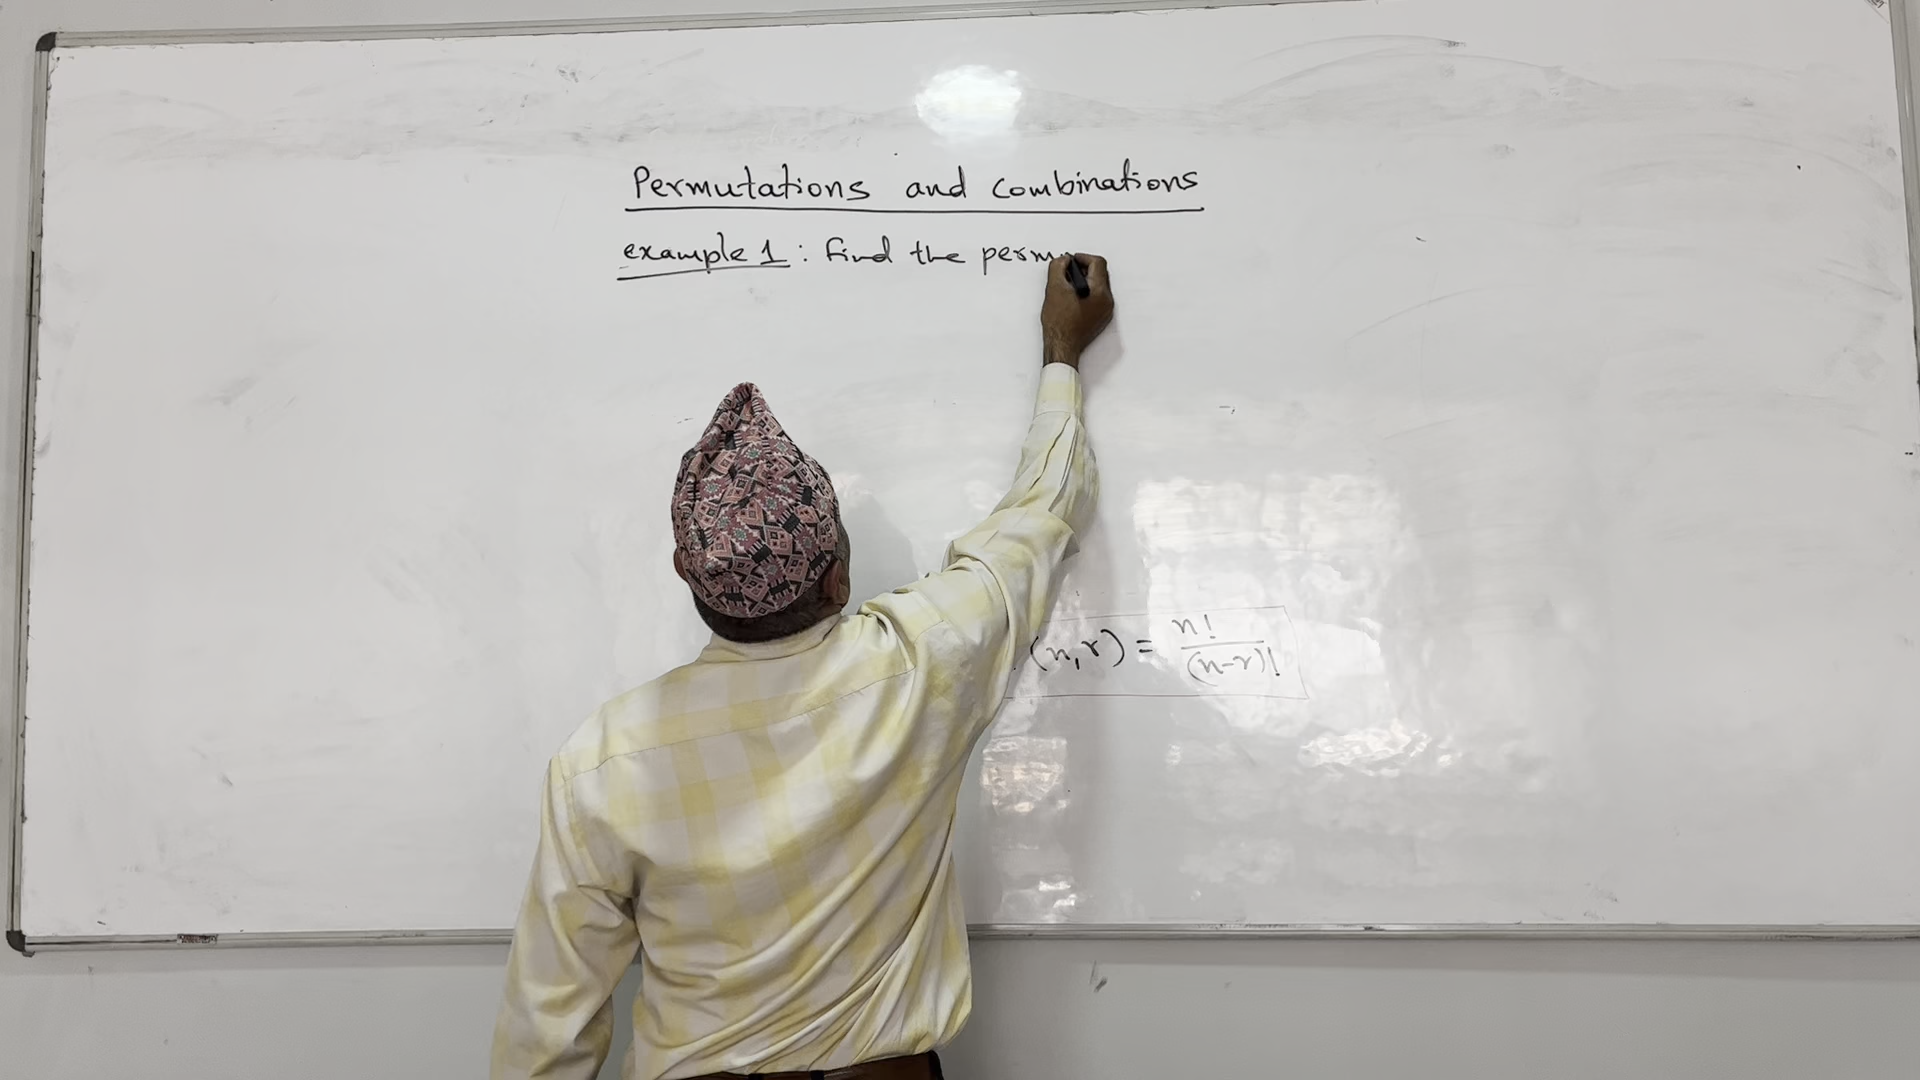 Permutations and combinations
example 1: Find the perm
(n,r) = n!/(n-r)!